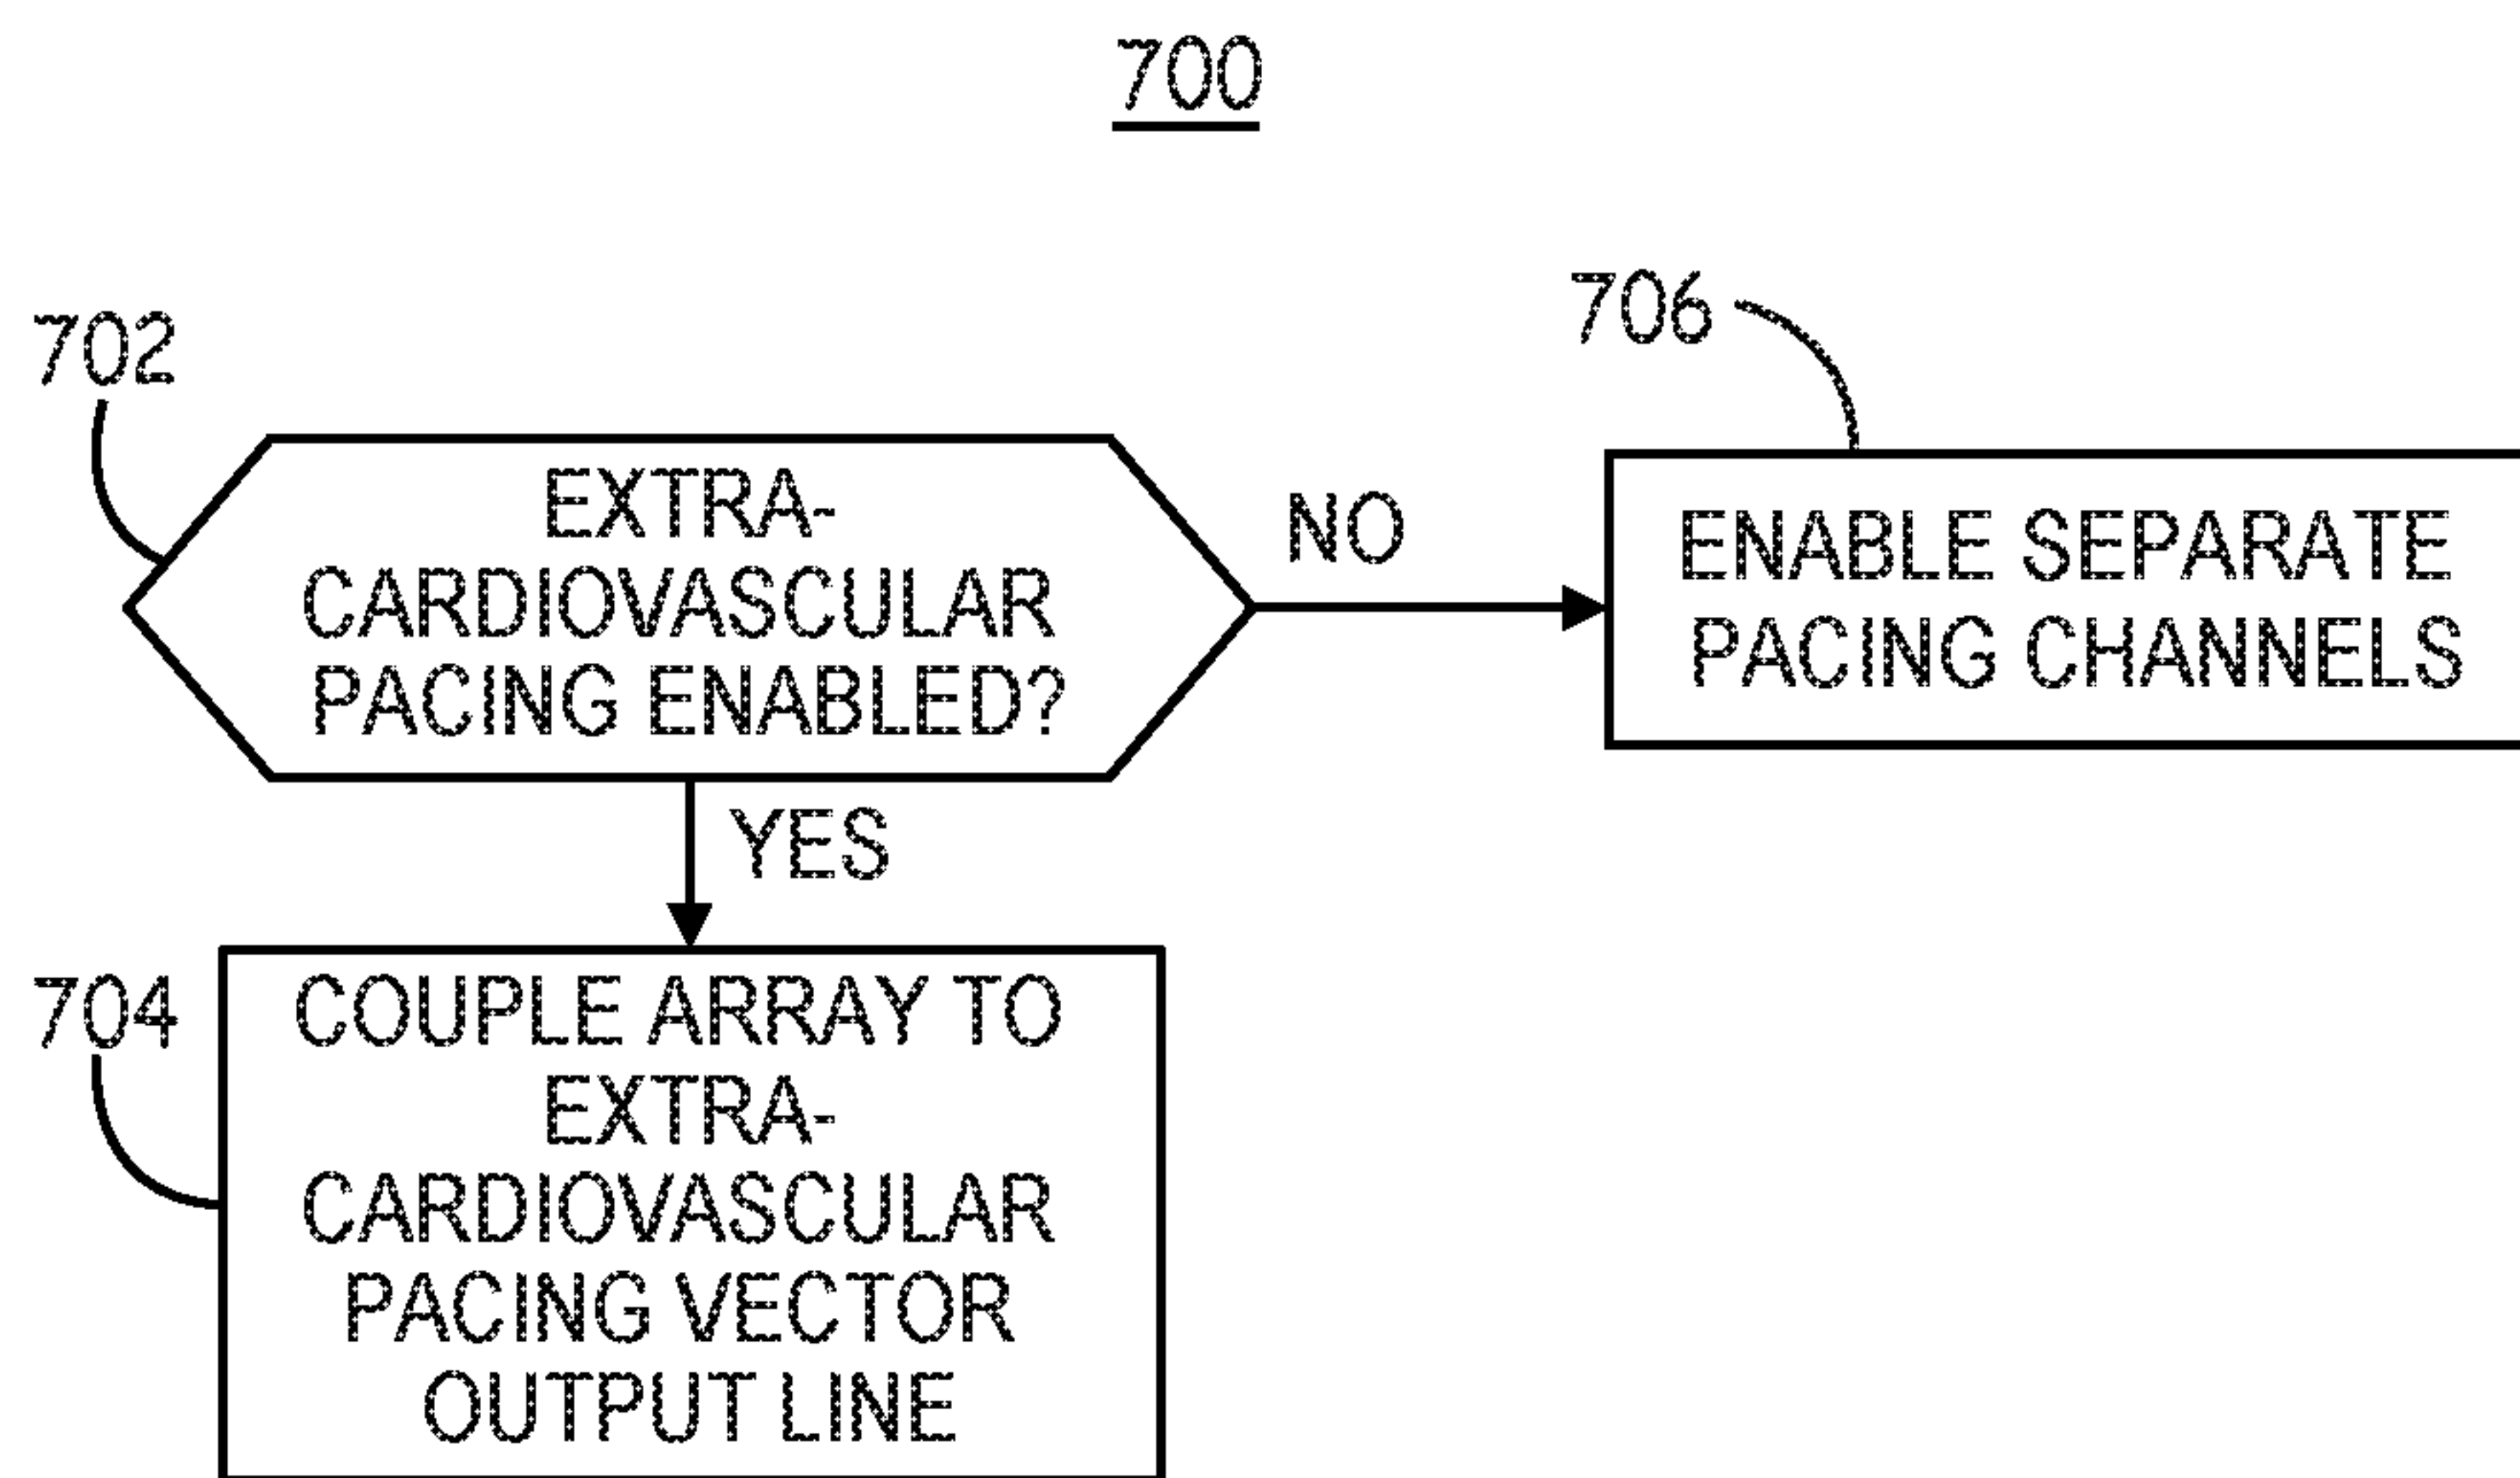 700
702
EXTRA-
CARDIOVASCULAR
PACING ENABLED?
NO
706
ENABLE SEPARATE
PACING CHANNELS
YES
704
COUPLE ARRAY TO
EXTRA-
CARDIOVASCULAR
PACING VECTOR
OUTPUT LINE